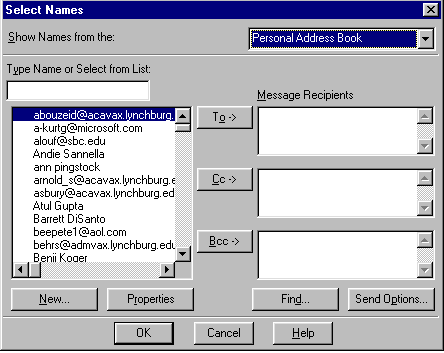 Select Names
Show Names from the:
Personal Address Book
Type Name or Select from List:
Message Recipients
abouzeid@acavax.lynchburg.
a-kurtg@microsoft.com
alouf@sbc.edu
Andie Sannella
ann pingstock
arnold_s@acavax.lynchburg.e
asbury@acavax.lynchburg.ed
Atul Gupta
Barrett DiSanto
beepete1@aol.com
behrs@admvax.lynchburg.ed
Benji Koger
To ->
Cc ->
Bcc ->
New...
Properties
Find...
Send Options...
OK
Cancel
Help